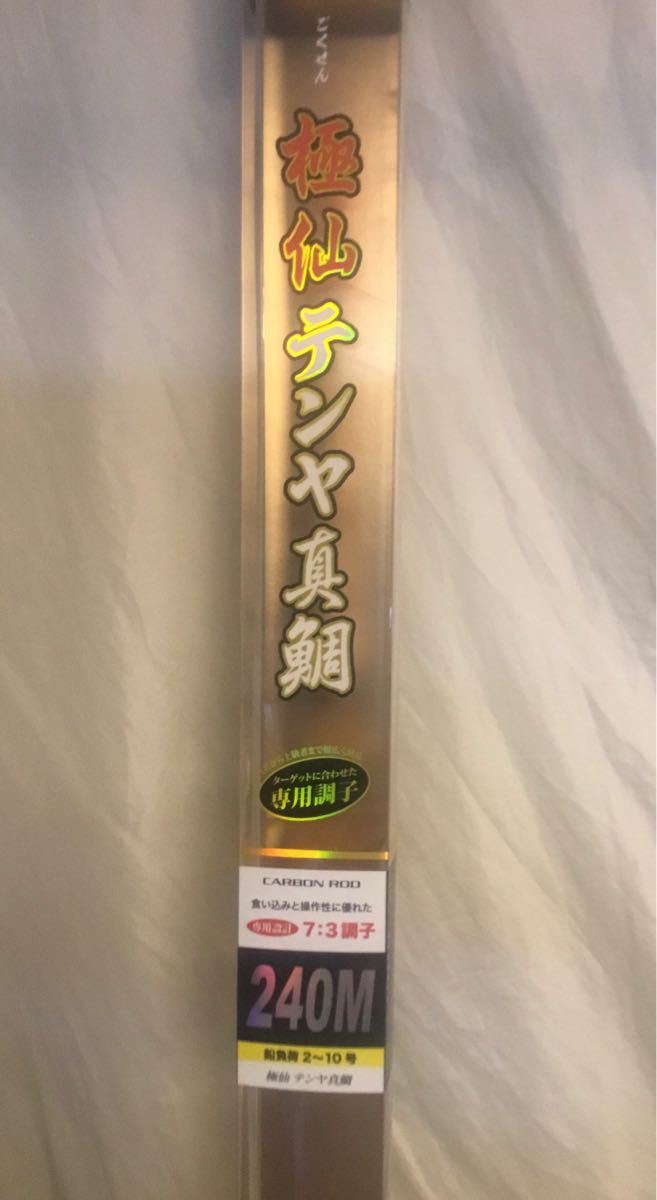 ごくせん
極仙テンヤ真鯛
ターゲットに合わせた
専用調子
CARBON ROD
食い込みと操作性に優れた
専用設計 7:3調子
240M
鉛負荷 2〜10号
極仙 テンヤ真鯛